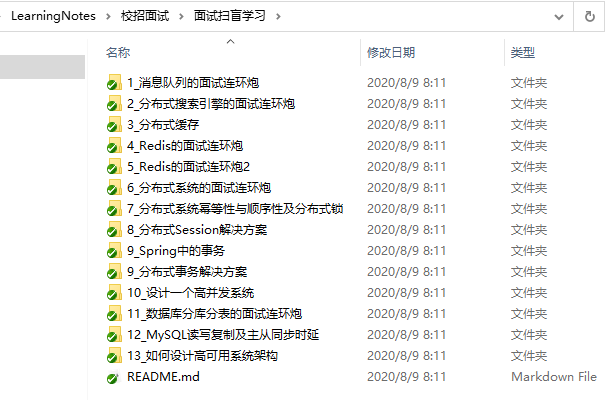 LearningNotes > 校招面试 > 面试扫盲学习 >
名称 修改日期 类型
1_消息队列的面试连环炮 2020/8/9 8:11 文件夹
2_分布式搜索引擎的面试连环炮 2020/8/9 8:11 文件夹
3_分布式缓存 2020/8/9 8:11 文件夹
4_Redis的面试连环炮 2020/8/9 8:11 文件夹
5_Redis的面试连环炮2 2020/8/9 8:11 文件夹
6_分布式系统的面试连环炮 2020/8/9 8:11 文件夹
7_分布式系统幂等性与顺序性及分布式锁 2020/8/9 8:11 文件夹
8_分布式Session解决方案 2020/8/9 8:11 文件夹
9_Spring中的事务 2020/8/9 8:11 文件夹
9_分布式事务解决方案 2020/8/9 8:11 文件夹
10_设计一个高并发系统 2020/8/9 8:11 文件夹
11_数据库分库分表的面试连环炮 2020/8/9 8:11 文件夹
12_MySQL读写复制及主从同步时延 2020/8/9 8:11 文件夹
13_如何设计高可用系统架构 2020/8/9 8:11 文件夹
README.md 2020/8/9 8:11 Markdown File